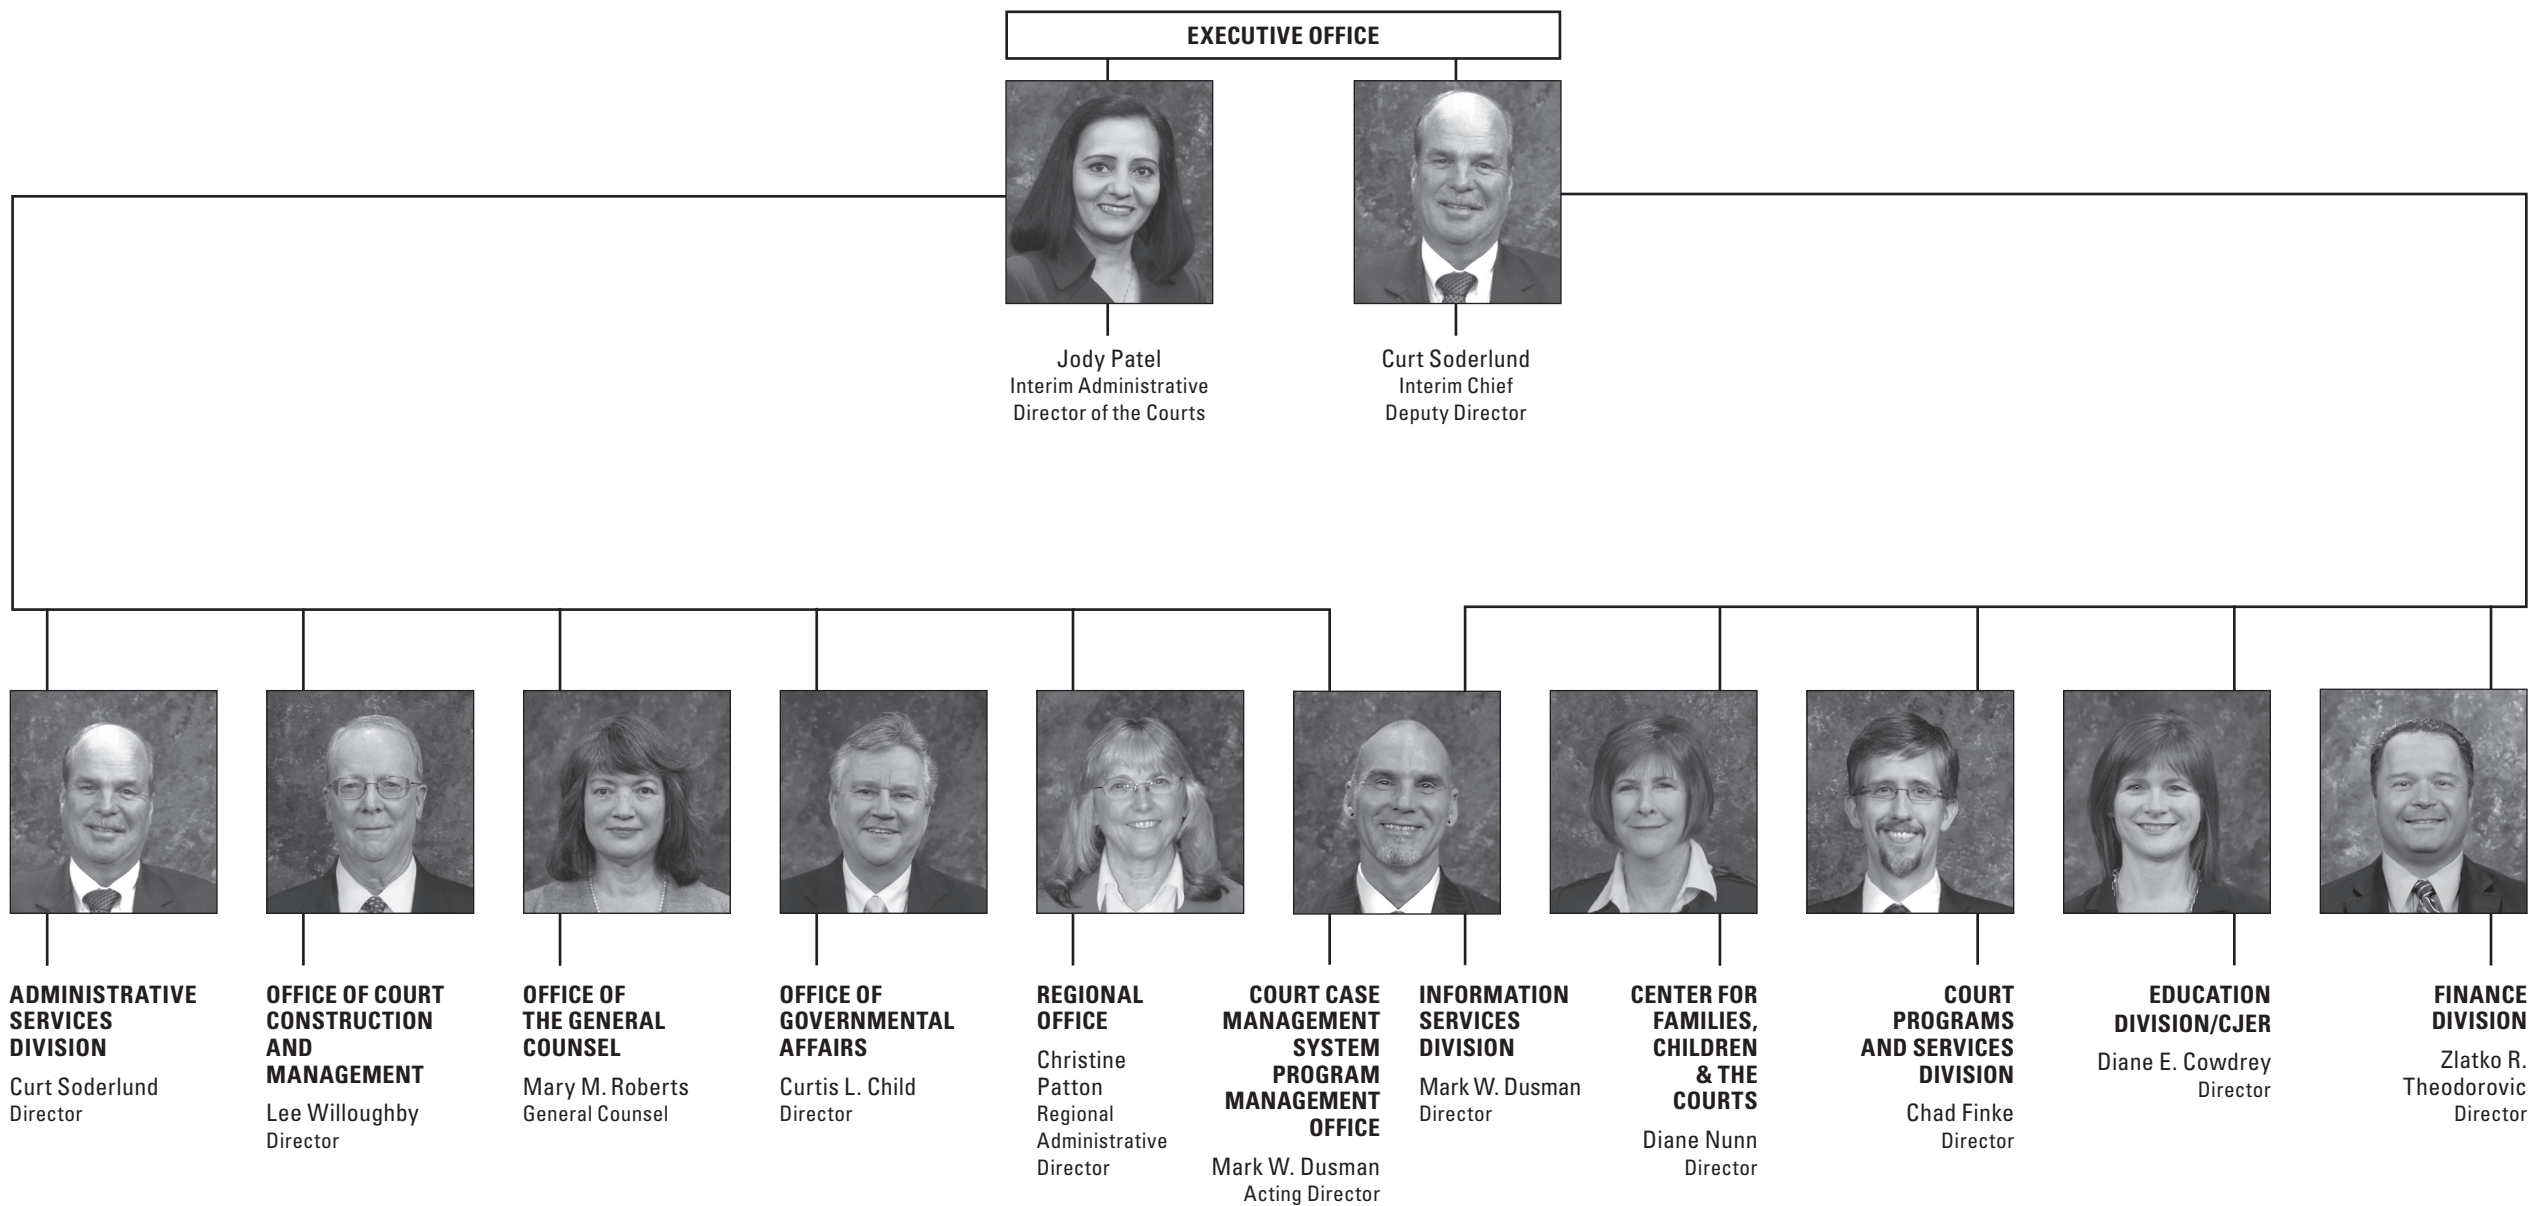 EXECUTIVE OFFICE
Jody Patel
Interim Administrative
Director of the Courts
Curt Soderlund
Interim Chief
Deputy Director
ADMINISTRATIVE
SERVICES
DIVISION
Curt Soderlund
Director
OFFICE OF COURT
CONSTRUCTION
AND
MANAGEMENT
Lee Willoughby
Director
OFFICE OF
THE GENERAL
COUNSEL
Mary M. Roberts
General Counsel
OFFICE OF
GOVERNMENTAL
AFFAIRS
Curtis L. Child
Director
REGIONAL
OFFICE
Christine
Patton
Regional
Administrative
Director
COURT CASE
MANAGEMENT
SYSTEM
PROGRAM
MANAGEMENT
OFFICE
Mark W. Dusman
Acting Director
INFORMATION
SERVICES
DIVISION
Mark W. Dusman
Director
CENTER FOR
FAMILIES,
CHILDREN
& THE
COURTS
Diane Nunn
Director
COURT
PROGRAMS
AND SERVICES
DIVISION
Chad Finke
Director
EDUCATION
DIVISION/CJER
Diane E. Cowdrey
Director
FINANCE
DIVISION
Zlatko R.
Theodorovic
Director